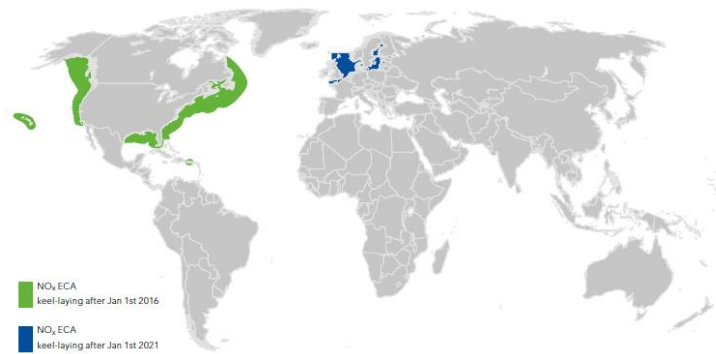 NOₓ ECA
keel-laying after Jan 1st 2016
NOₓ ECA
keel-laying after Jan 1st 2021